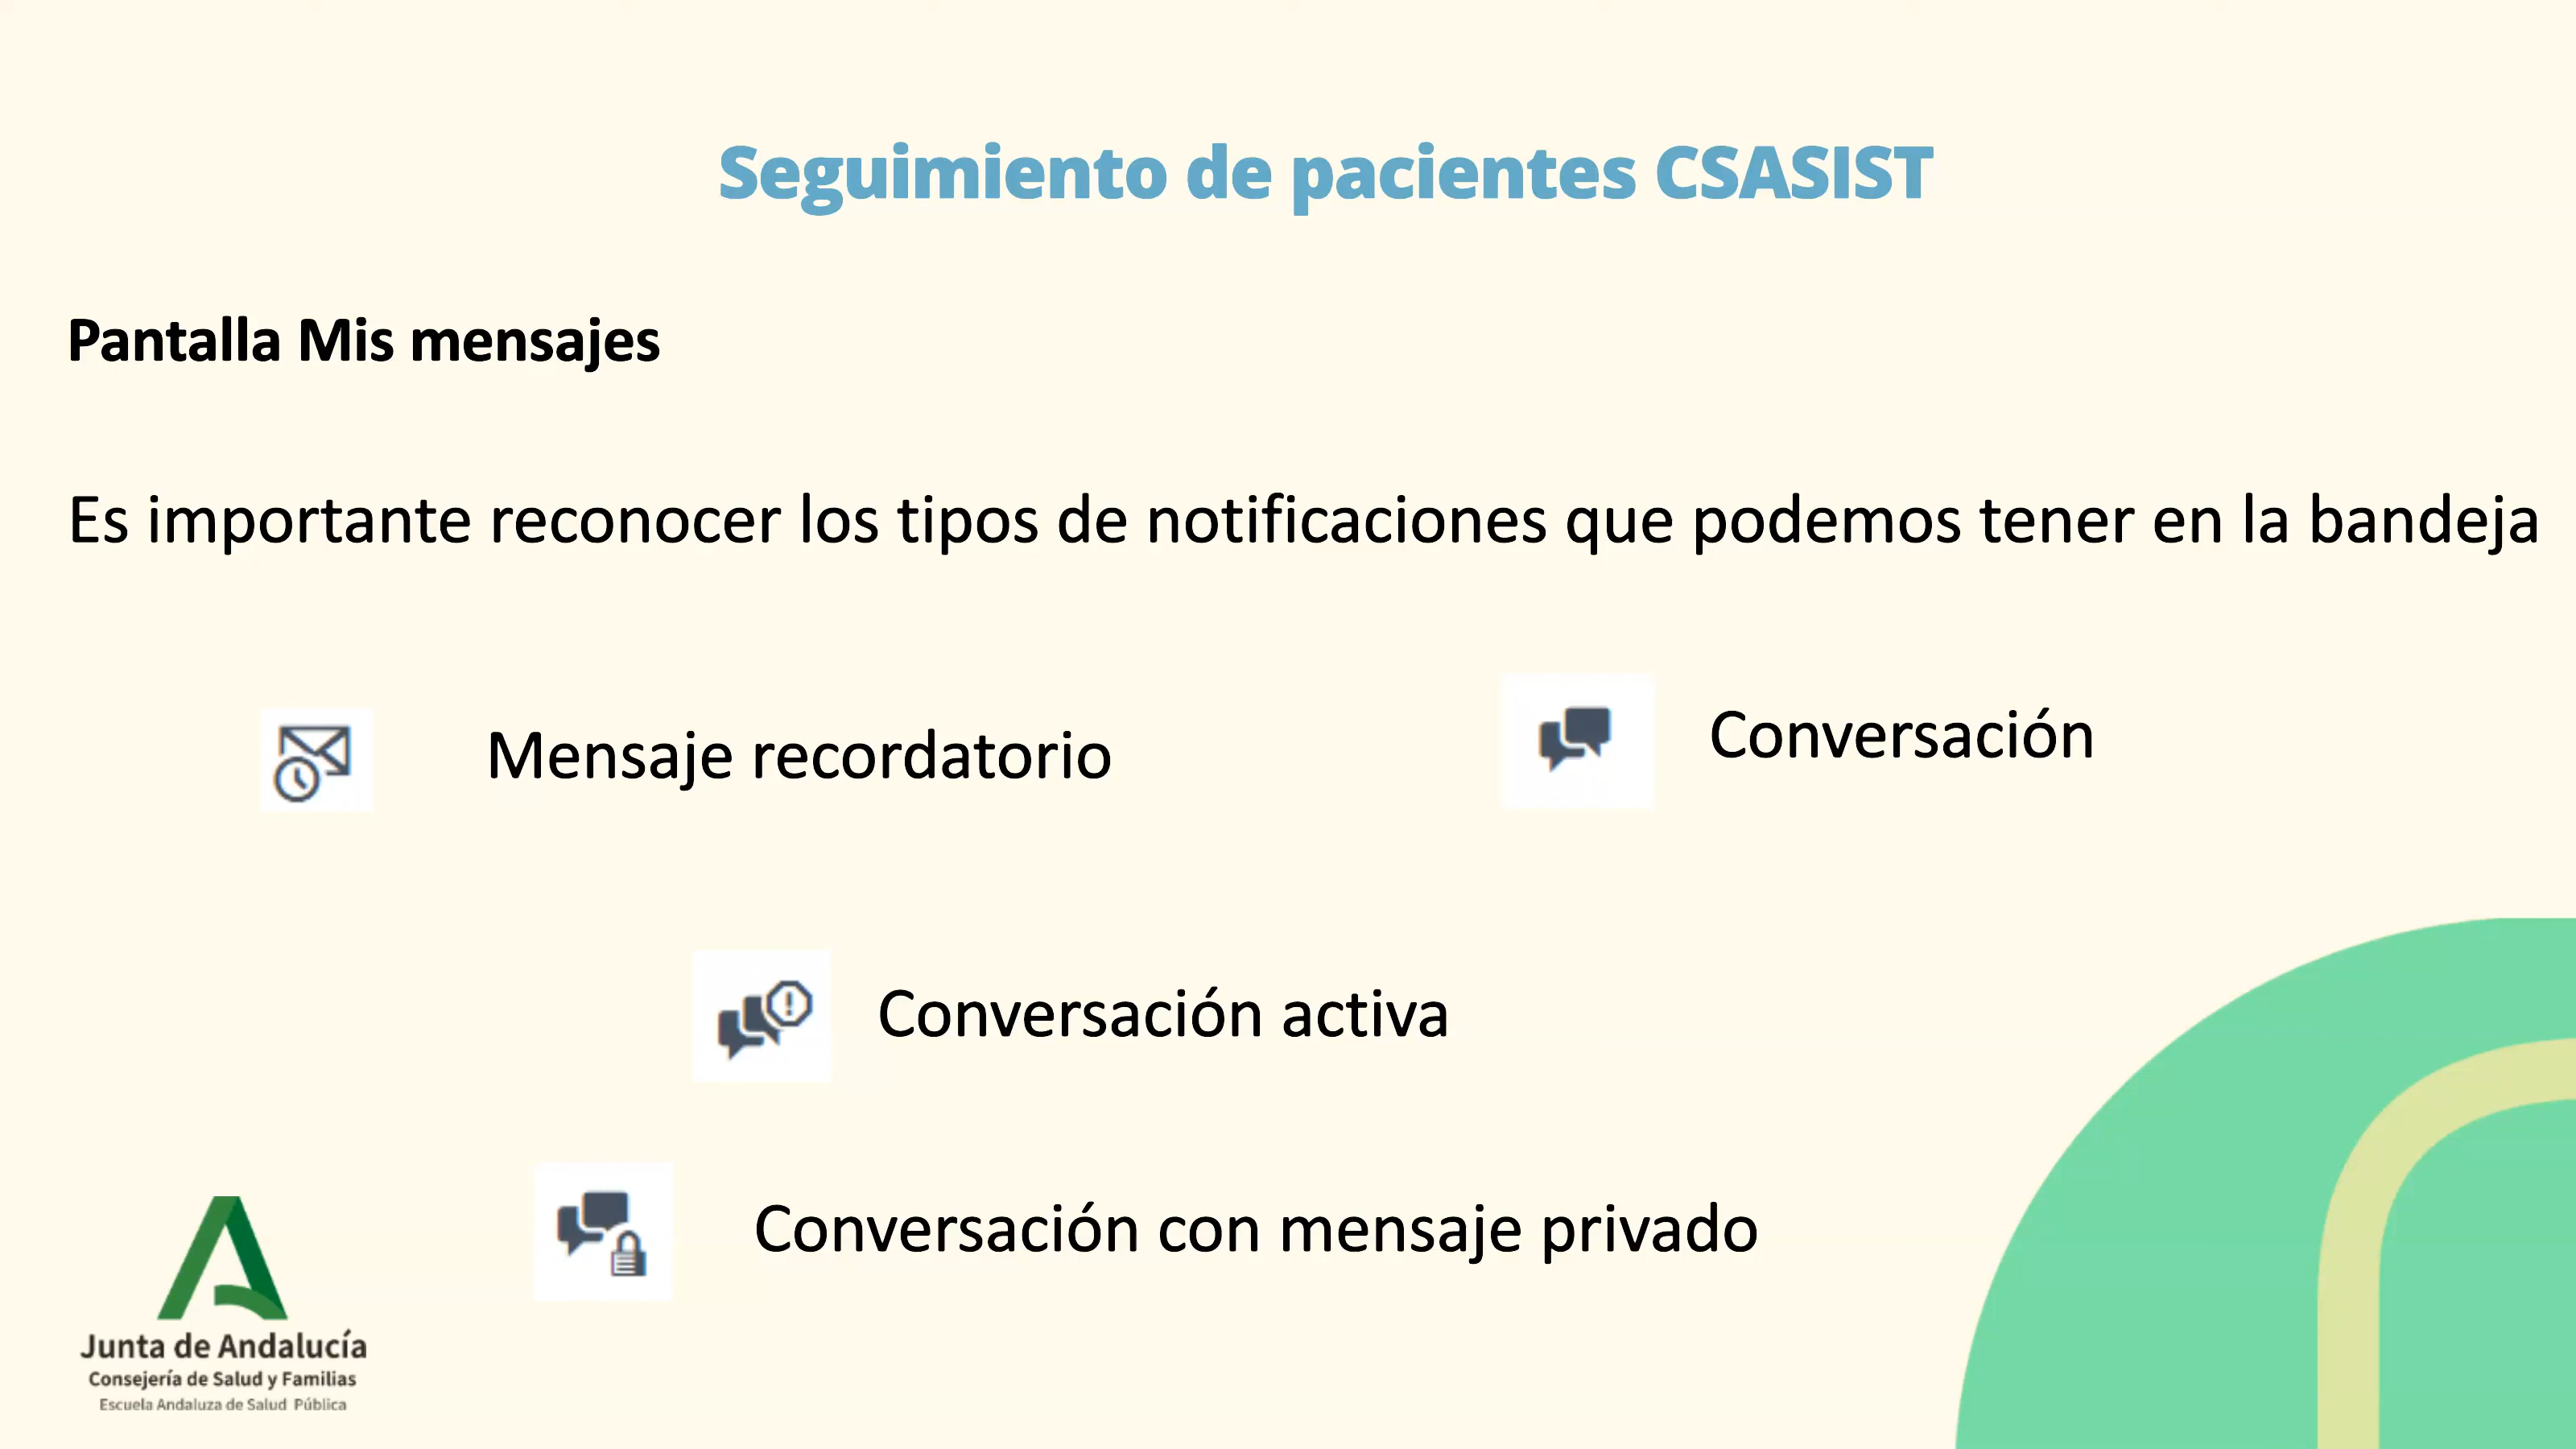 Seguimiento de pacientes CSASIST
Pantalla Mis mensajes
Es importante reconocer los tipos de notificaciones que podemos tener en la bandeja
Mensaje recordatorio
Conversación
Conversación activa
Conversación con mensaje privado
Junta de Andalucía
Consejería de Salud y Familias
Escuela Andaluza de Salud Pública